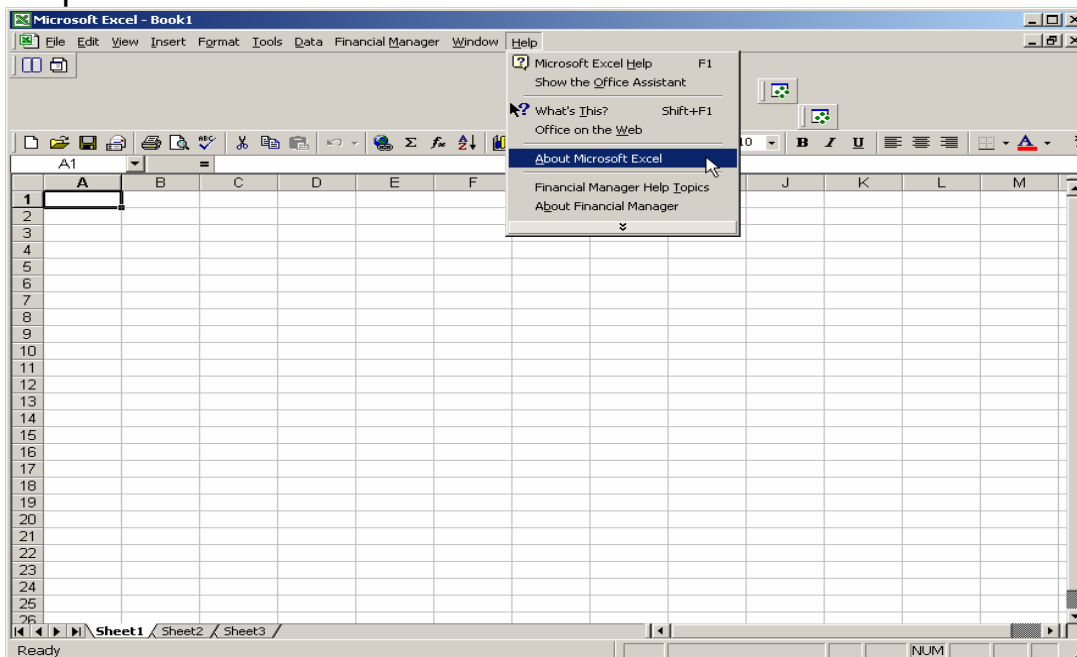 Microsoft Excel - Book1
File Edit View Insert Format Tools Data Financial Manager Window Help
Microsoft Excel Help F1
Show the Office Assistant
What's This? Shift+F1
Office on the Web
About Microsoft Excel
Financial Manager Help Topics
About Financial Manager
B I U
A1 =
A B C D E F J K L M
1
2
3
4
5
6
7
8
9
10
11
12
13
14
15
16
17
18
19
20
21
22
23
24
25
26
Sheet1 Sheet2 Sheet3
Ready NUM